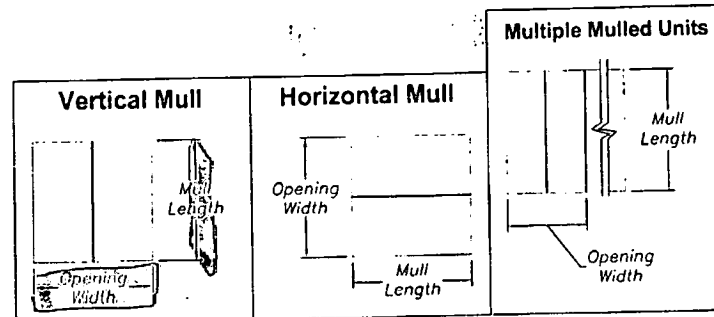 Vertical Mull
Mull
Length
Opening
Width
Horizontal Mull
Opening
Width
Mull
Length
Multiple Mulled Units
Mull
Length
Opening
Width